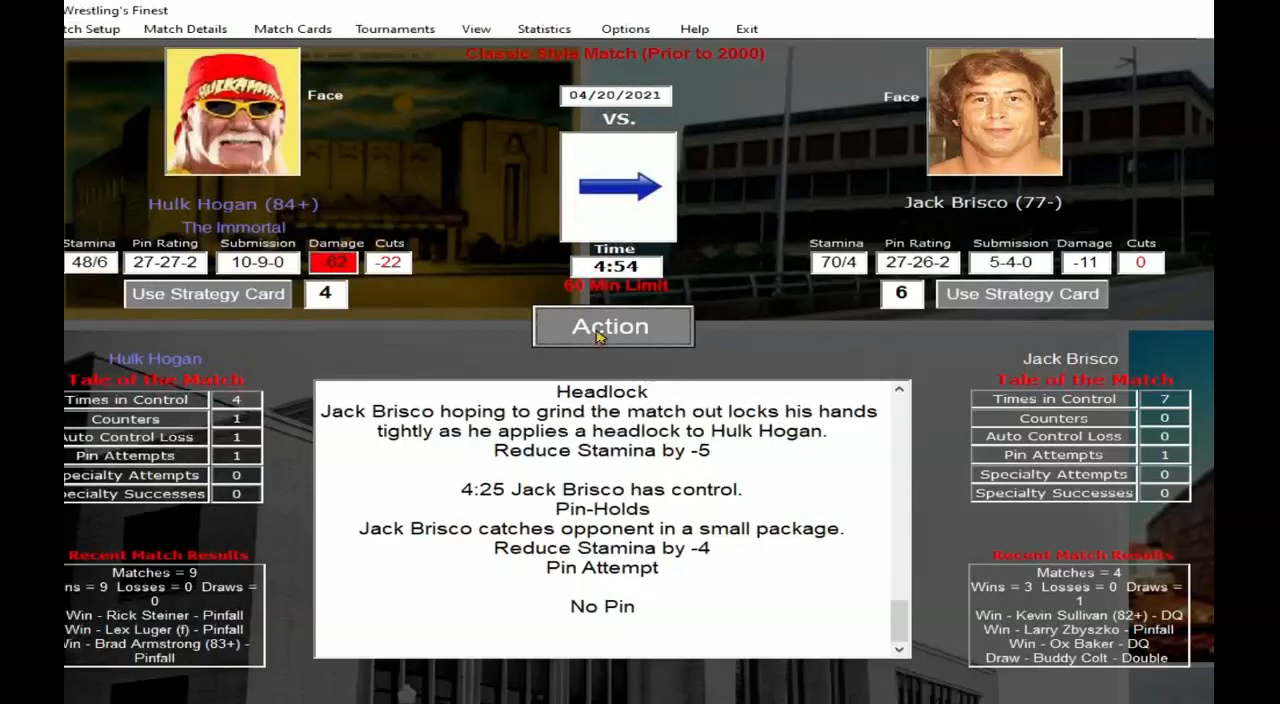 Wrestling's Finest
tch Setup Match Details Match Cards Tournaments View Statistics Options Help Exit
Classic Style Match (Prior to 2000)
HULKAMANIA
Face
04/20/2021
Face
VS.
Hulk Hogan (84+)
The Immortal
Jack Brisco (77-)
Stamina Pin Rating Submission Damage Cuts
48/6 27-27-2 10-9-0 -62 -22
Time
4:54
60 Min Limit
Stamina Pin Rating Submission Damage Cuts
70/4 27-26-2 5-4-0 -11 0
Use Strategy Card 4
6 Use Strategy Card
Action
Hulk Hogan
Tale of the Match
Times in Control 4
Counters 1
Auto Control Loss 1
Pin Attempts 1
pecialty Attempts 0
pecialty Successes 0
Recent Match Results
Matches = 9
ns = 9 Losses = 0 Draws =
0
Win - Rick Steiner - Pinfall
Win - Lex Luger (f) - Pinfall
Win - Brad Armstrong (83+) -
Pinfall
Headlock
Jack Brisco hoping to grind the match out locks his hands
tightly as he applies a headlock to Hulk Hogan.
Reduce Stamina by -5
4:25 Jack Brisco has control.
Pin-Holds
Jack Brisco catches opponent in a small package.
Reduce Stamina by -4
Pin Attempt
No Pin
Jack Brisco
Tale of the Match
Times in Control 7
Counters 0
Auto Control Loss 0
Pin Attempts 1
Specialty Attempts 0
Specialty Successes 0
Recent Match Results
Matches = 4
Wins = 3 Losses = 0 Draws =
1
Win - Kevin Sullivan (82+) - DQ
Win - Larry Zbyszko - Pinfall
Win - Ox Baker - DQ
Draw - Buddy Colt - Double